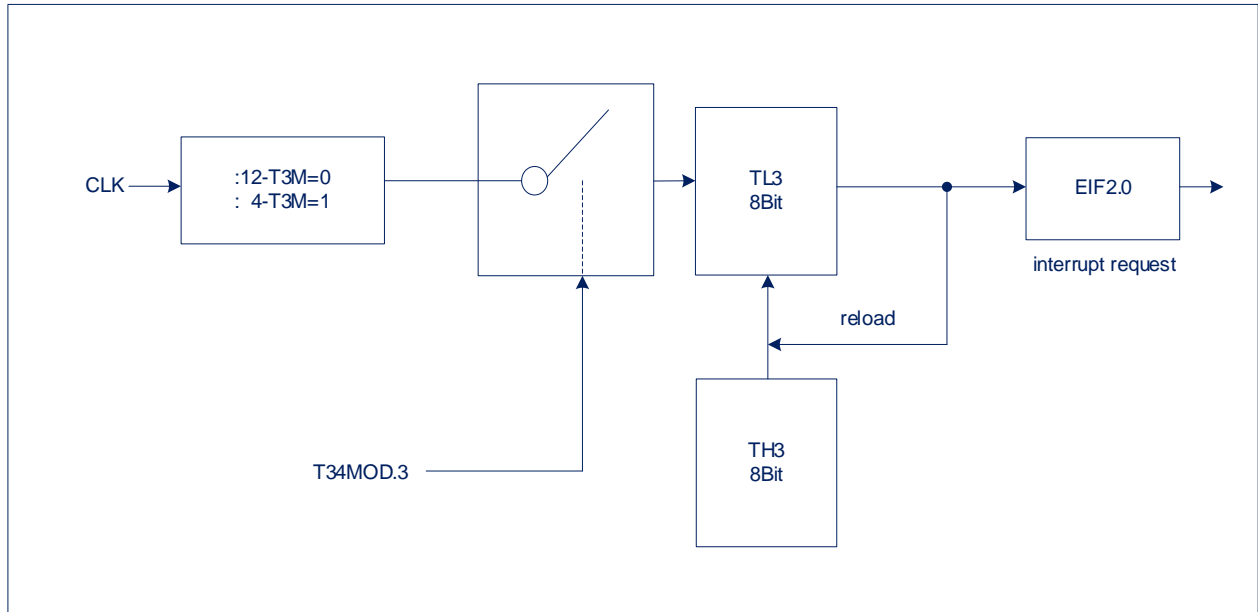 CLK
:12-T3M=0
: 4-T3M=1
TL3
8Bit
EIF2.0
interrupt request
reload
TH3
8Bit
T34MOD.3